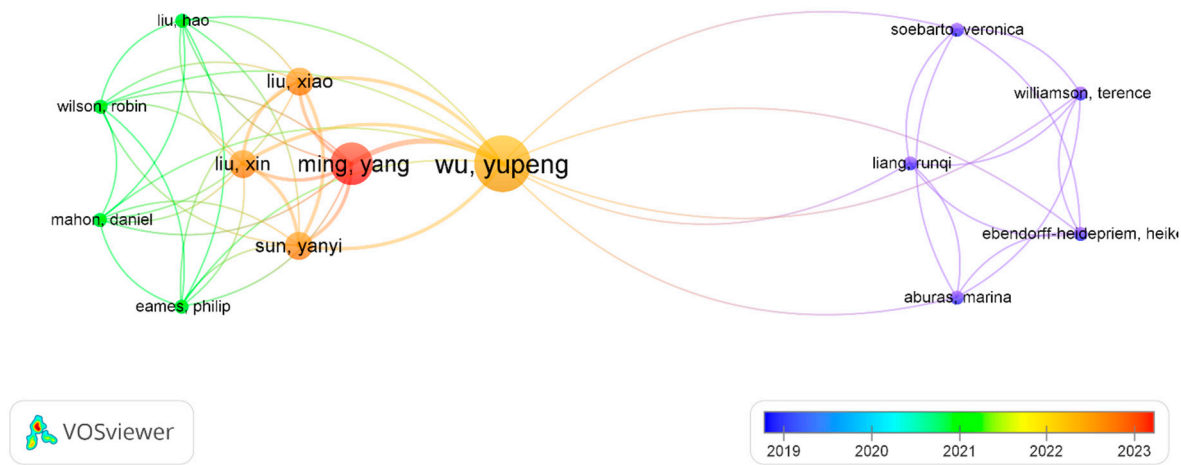 liu, hao
soebarto, veronica
liu, xiao
williamson, terence
wilson, robin
liu, xin
ming, yang
wu, yupeng
liang, runqi
mahon, daniel
sun, yanyi
ebendorff-heidepriem, heike
eames, philip
aburas, marina
VOSviewer
2019 2020 2021 2022 2023